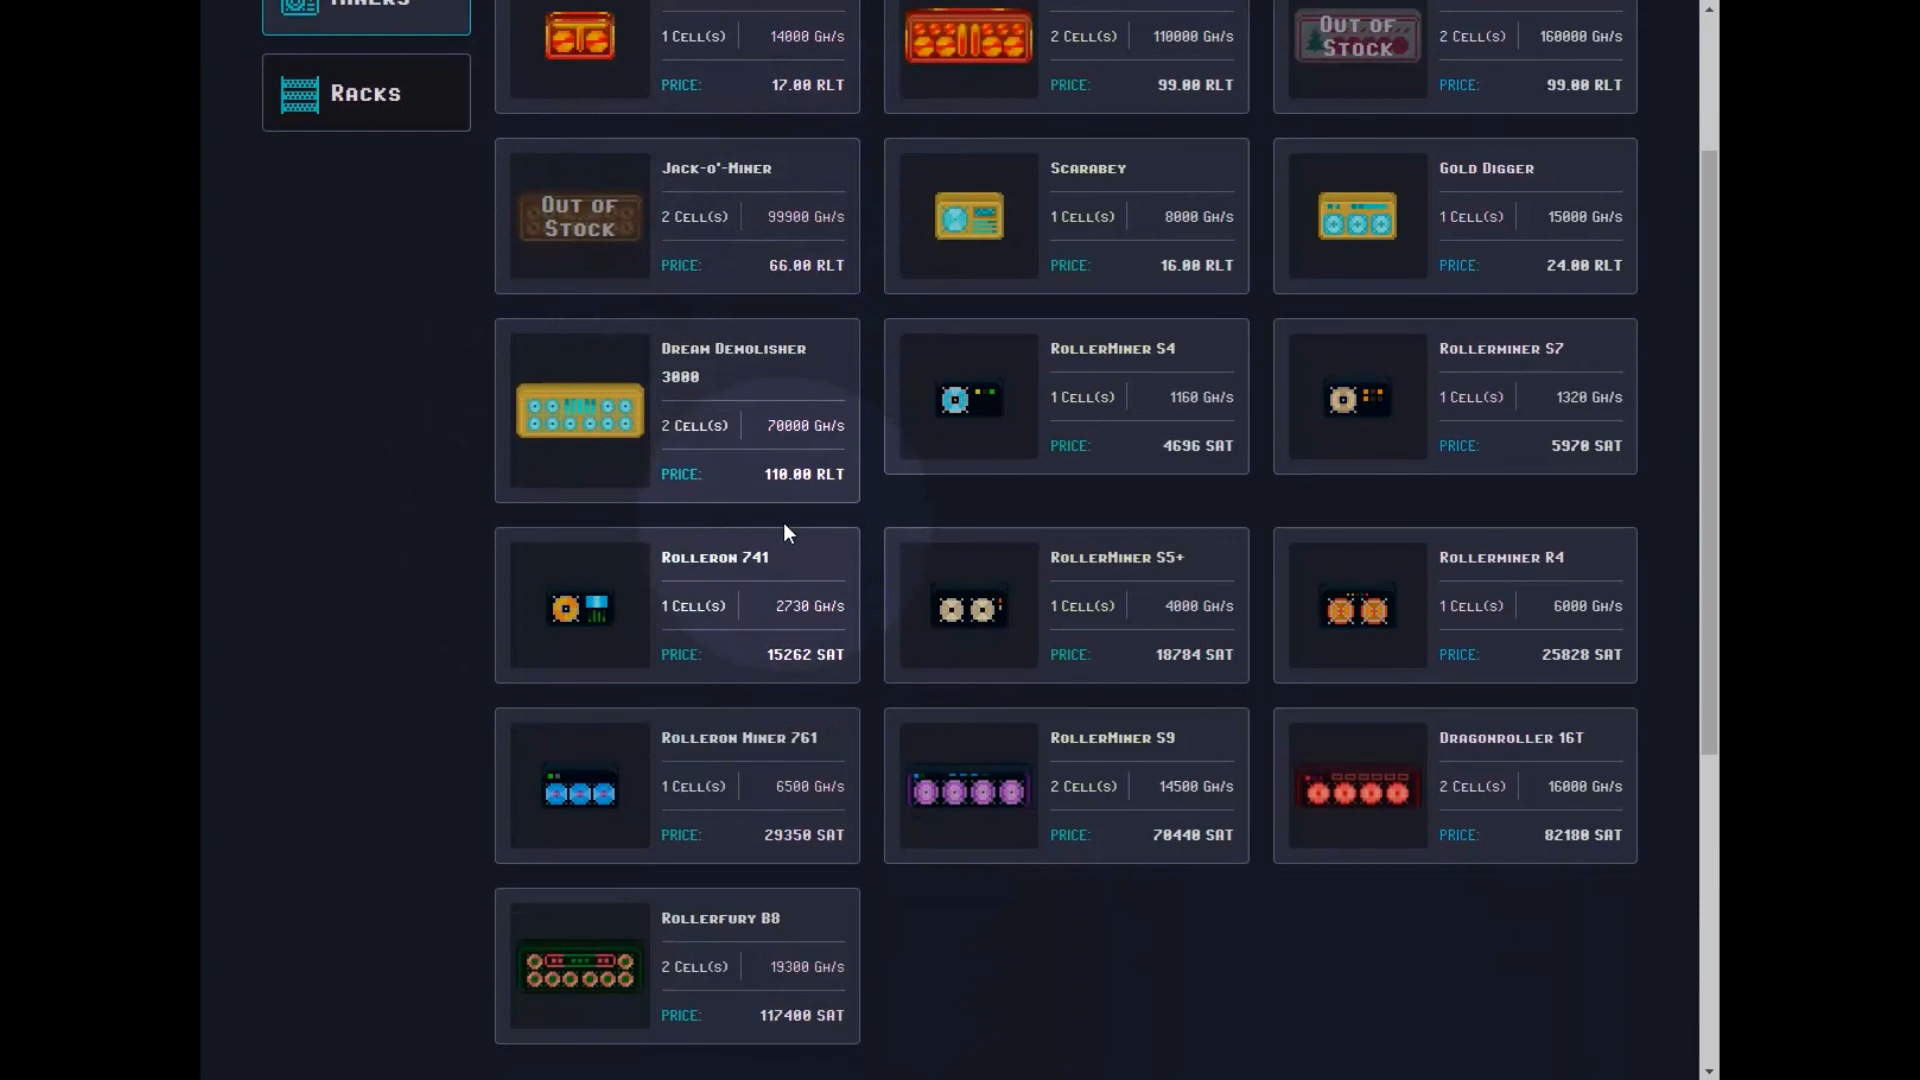 Miners
Racks
1 Cell(s) 14000 Gh/s
PRICE: 17.00 RLT
2 Cell(s) 110000 Gh/s
PRICE: 99.00 RLT
Out of
Stock
2 Cell(s) 160000 Gh/s
PRICE: 99.00 RLT
Out of
Stock
Jack-o'-Miner
2 Cell(s) 99900 Gh/s
PRICE: 66.00 RLT
Scarabey
1 Cell(s) 8000 Gh/s
PRICE: 16.00 RLT
Gold Digger
1 Cell(s) 15000 Gh/s
PRICE: 24.00 RLT
Dream Demolisher
3000
2 Cell(s) 70000 Gh/s
PRICE: 110.00 RLT
RollerMiner S4
1 Cell(s) 1160 Gh/s
PRICE: 4696 SAT
Rollerminer S7
1 Cell(s) 1320 Gh/s
PRICE: 5970 SAT
Rolleron 741
1 Cell(s) 2730 Gh/s
PRICE: 15262 SAT
RollerMiner S5+
1 Cell(s) 4000 Gh/s
PRICE: 18784 SAT
Rollerminer R4
1 Cell(s) 6000 Gh/s
PRICE: 25828 SAT
Rolleron Miner 761
1 Cell(s) 6500 Gh/s
PRICE: 29350 SAT
RollerMiner S9
2 Cell(s) 14500 Gh/s
PRICE: 70440 SAT
Dragonroller 16T
2 Cell(s) 16000 Gh/s
PRICE: 82180 SAT
Rollerfury B8
2 Cell(s) 19300 Gh/s
PRICE: 117400 SAT